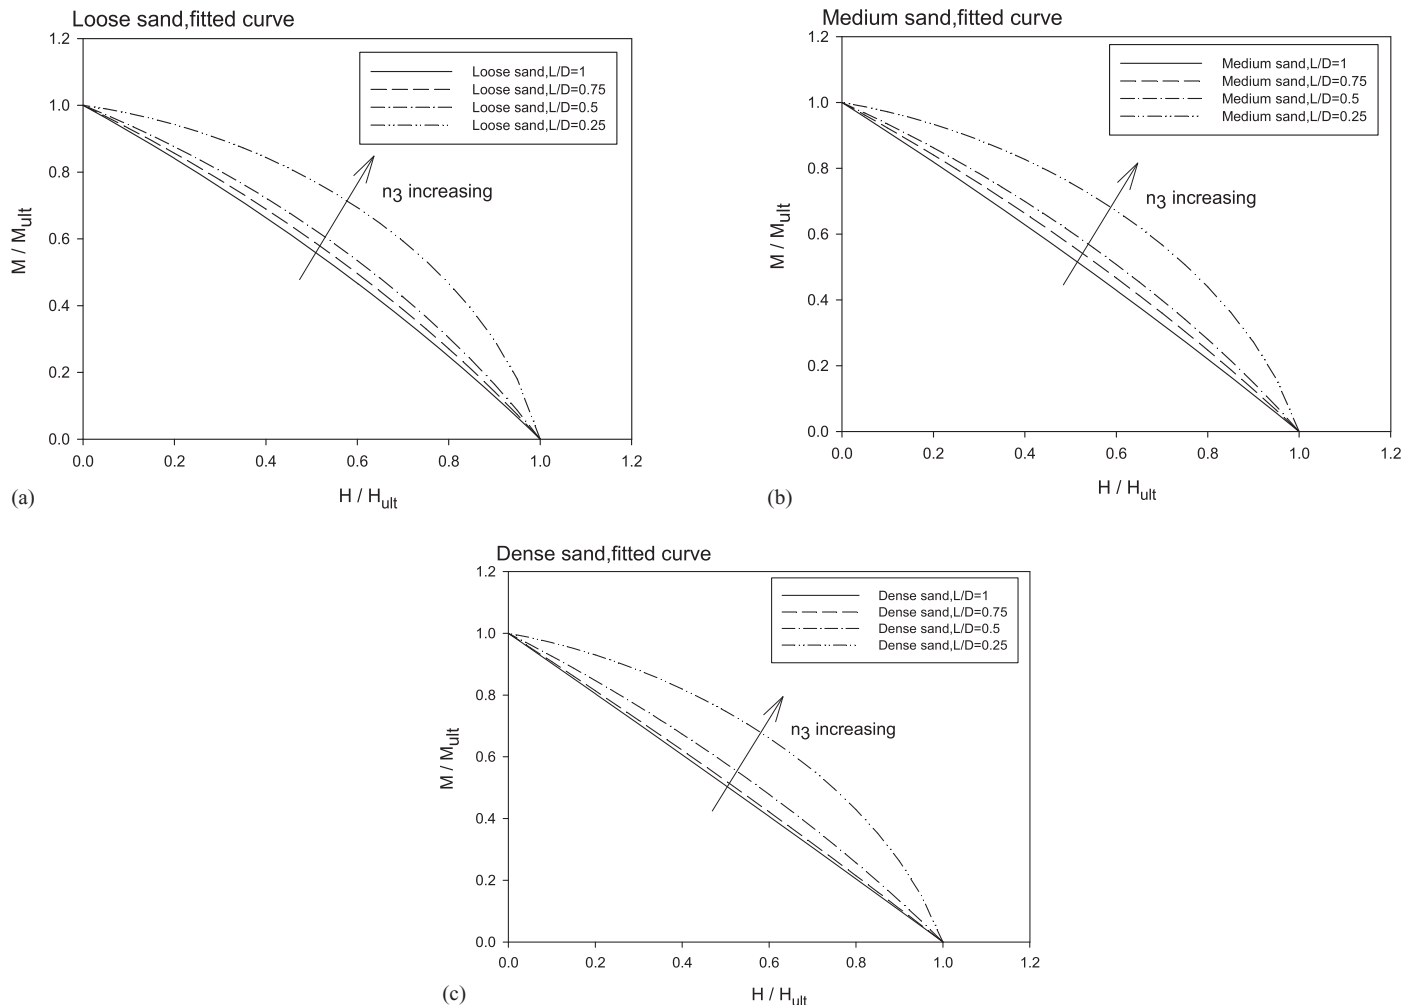 Loose sand,fitted curve
1.2
1.0
0.8
0.6
0.4
0.2
0.0
M / Mult
Loose sand,L/D=1
Loose sand,L/D=0.75
Loose sand,L/D=0.5
Loose sand,L/D=0.25
n3 increasing
0.0 0.2 0.4 0.6 0.8 1.0 1.2
H / Hult
(a)
Medium sand,fitted curve
1.2
1.0
0.8
0.6
0.4
0.2
0.0
M / Mult
Medium sand,L/D=1
Medium sand,L/D=0.75
Medium sand,L/D=0.5
Medium sand,L/D=0.25
n3 increasing
0.0 0.2 0.4 0.6 0.8 1.0 1.2
H / Hult
(b)
Dense sand,fitted curve
1.2
1.0
0.8
0.6
0.4
0.2
0.0
M / Mult
Dense sand,L/D=1
Dense sand,L/D=0.75
Dense sand,L/D=0.5
Dense sand,L/D=0.25
n3 increasing
0.0 0.2 0.4 0.6 0.8 1.0 1.2
H / Hult
(c)